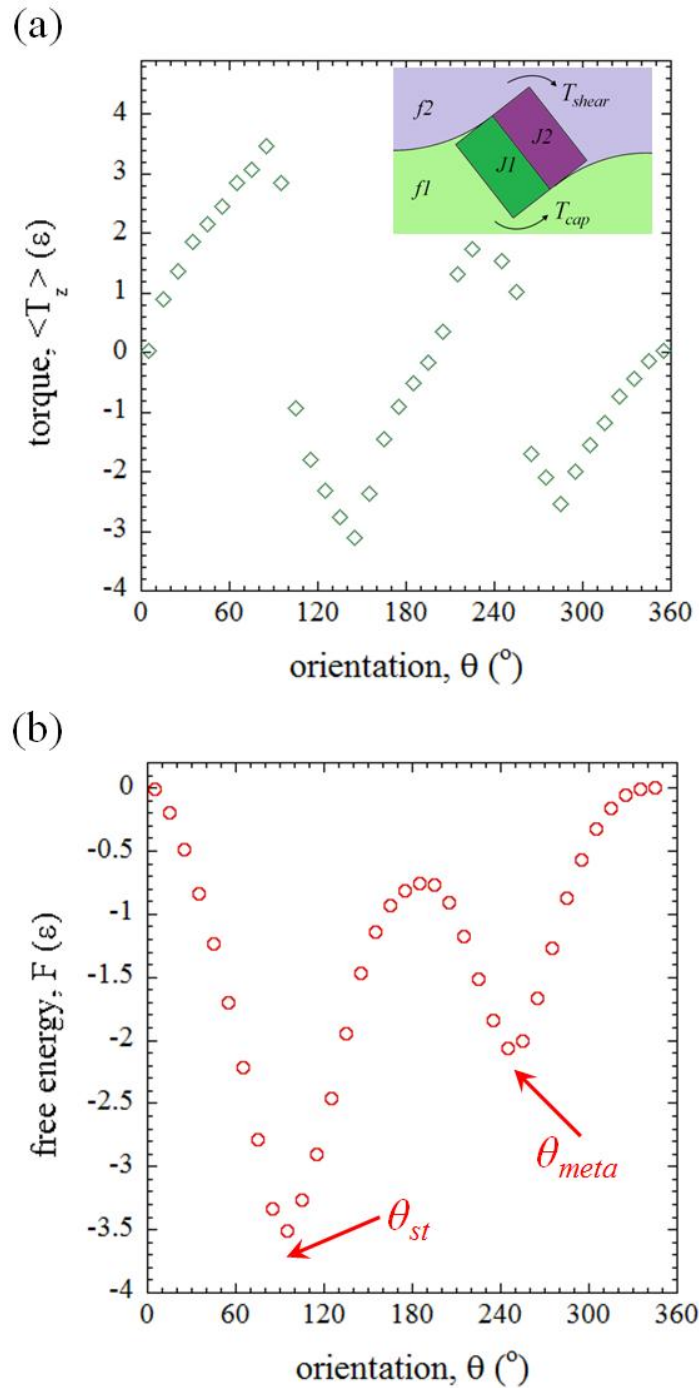 (a)
torque, <T_z> (ε)
4
3
2
1
0
-1
-2
-3
-4
f2
T_shear
J1
J2
f1
T_cap
0 60 120 180 240 300 360
orientation, θ (°)
(b)
free energy, F (ε)
0
-0.5
-1
-1.5
-2
-2.5
-3
-3.5
-4
θ_meta
θ_st
0 60 120 180 240 300 360
orientation, θ (°)